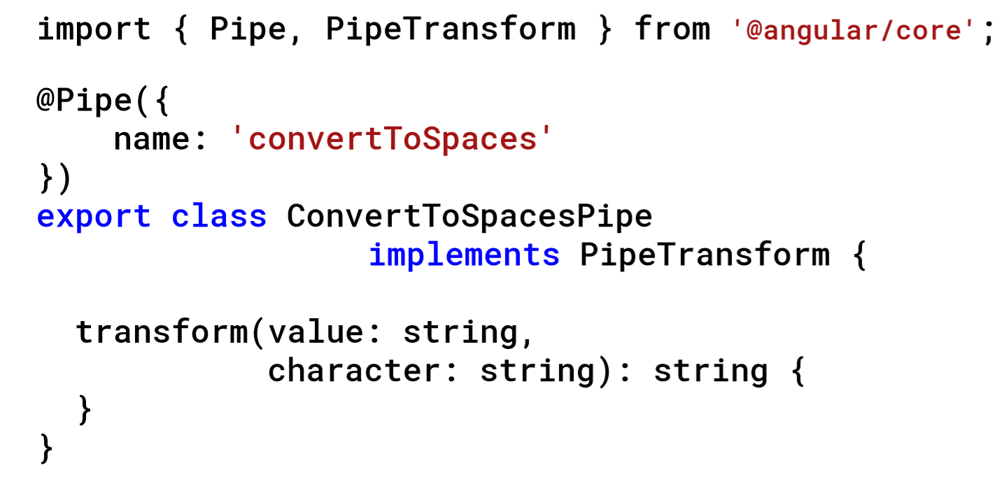 import { Pipe, PipeTransform } from '@angular/core';
@Pipe({
    name: 'convertToSpaces'
})
export class ConvertToSpacesPipe
                 implements PipeTransform {
  transform(value: string,
            character: string): string {
  }
}